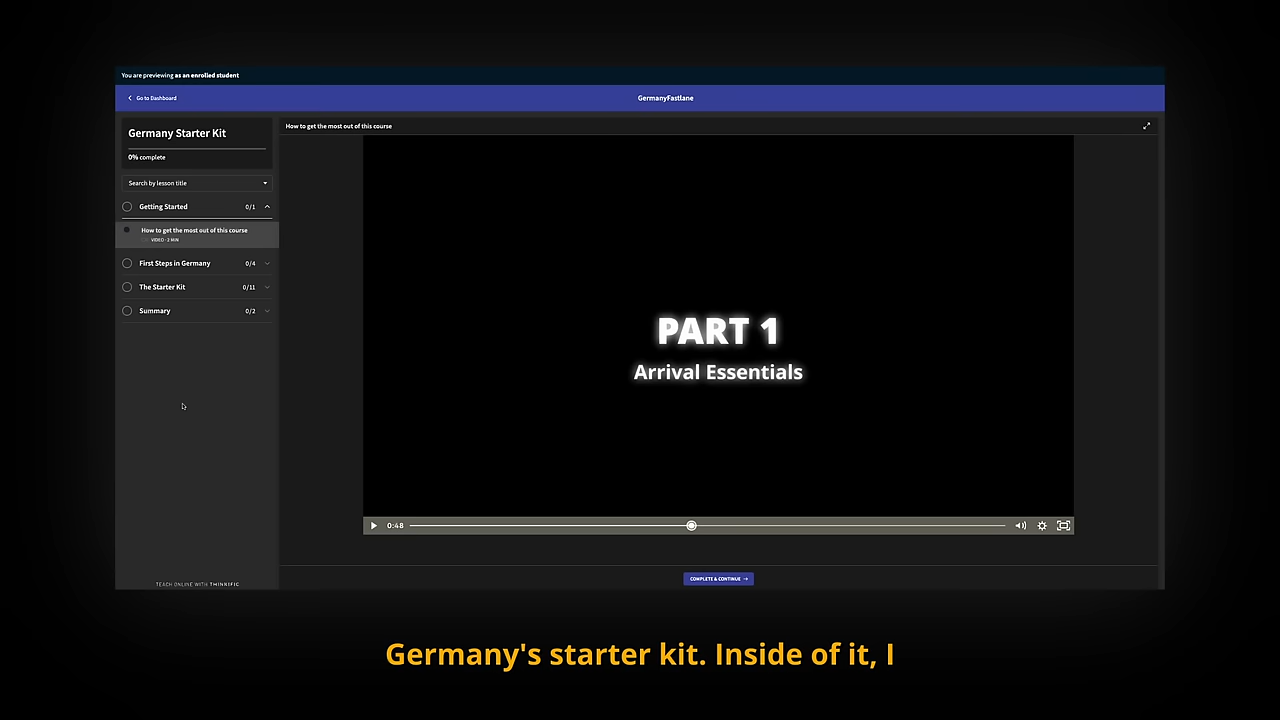 You are previewing as an enrolled student
Go to Dashboard
GermanyFastlane
Germany Starter Kit
0% complete
Search by lesson title
Getting Started 0/1
How to get the most out of this course
VIDEO · 2 MIN
First Steps in Germany 0/4
The Starter Kit 0/11
Summary 0/2
TEACH ONLINE WITH THINKIFIC
How to get the most out of this course
PART 1
Arrival Essentials
0:48
COMPLETE & CONTINUE →
Germany's starter kit. Inside of it, I